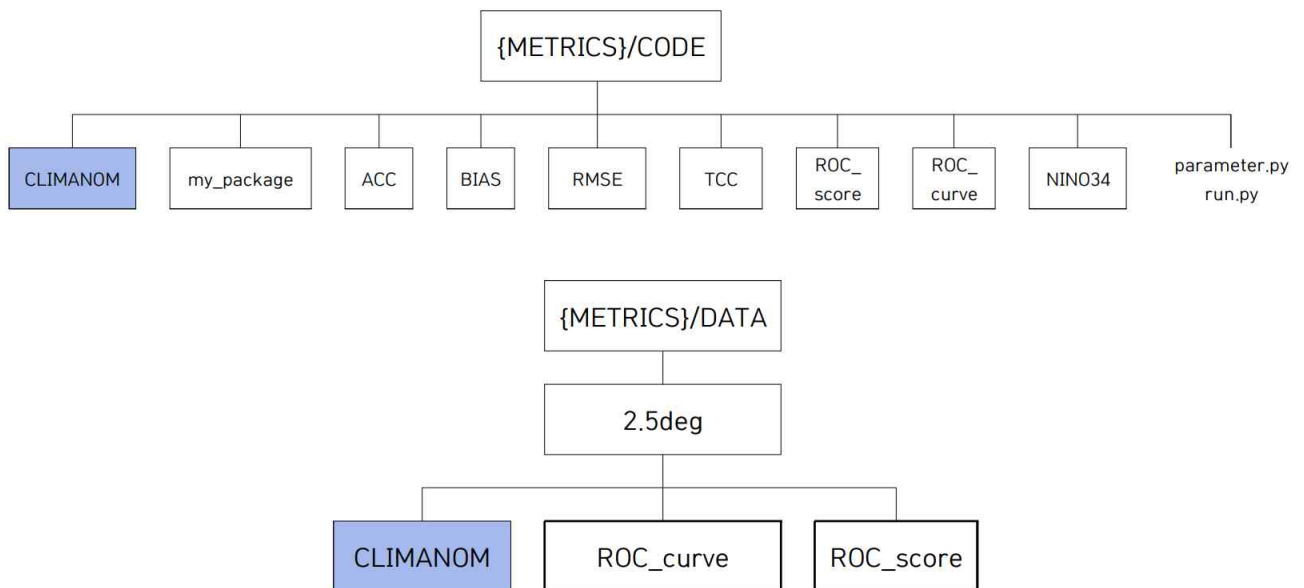 {METRICS}/CODE
CLIMANOM
my_package
ACC
BIAS
RMSE
TCC
ROC_
score
ROC_
curve
NINO34
parameter.py
run.py
{METRICS}/DATA
2.5deg
CLIMANOM
ROC_curve
ROC_score